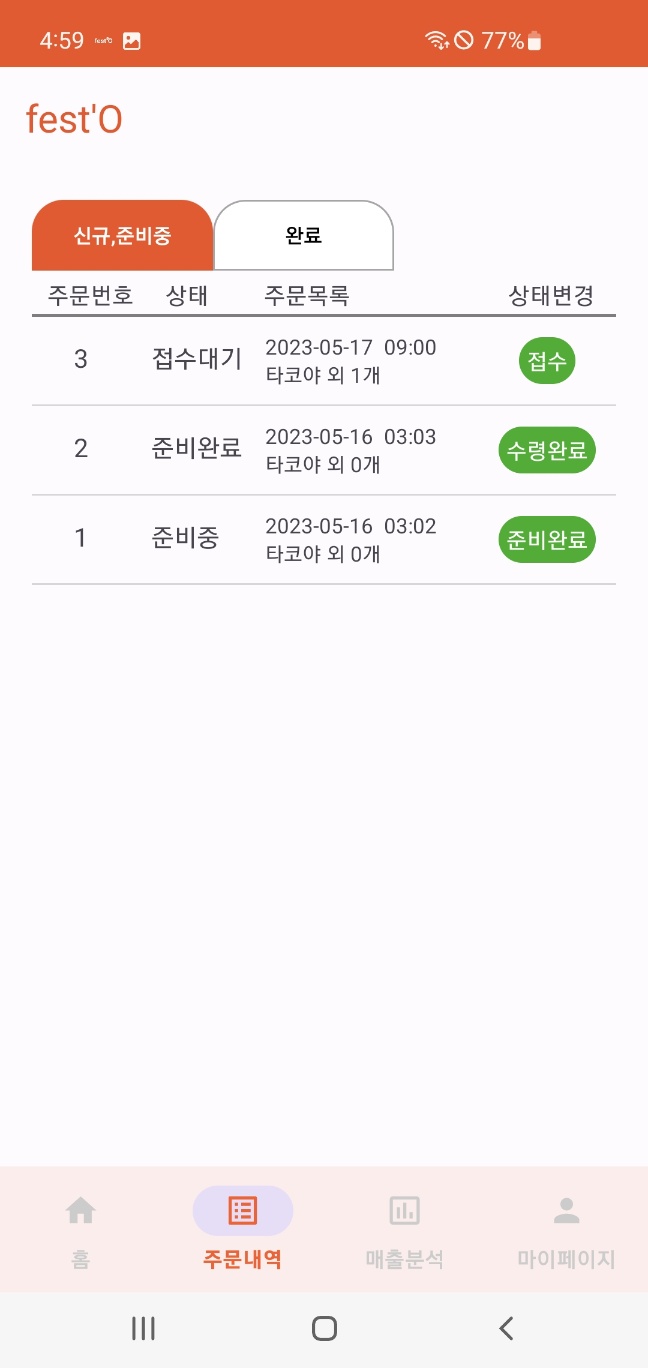 4:59 fest'O 77%
fest'O
신규,준비중 완료
주문번호 상태 주문목록 상태변경
3 접수대기 2023-05-17 09:00 접수
타코야 외 1개
2 준비완료 2023-05-16 03:03 수령완료
타코야 외 0개
1 준비중 2023-05-16 03:02 준비완료
타코야 외 0개
홈 주문내역 매출분석 마이페이지